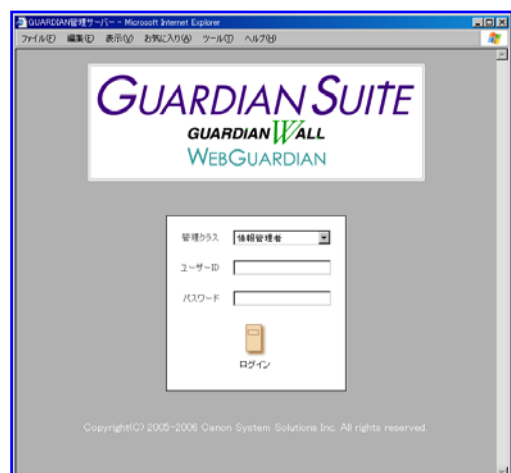 GUARDIAN管理サーバー - Microsoft Internet Explorer
ファイル(F) 編集(E) 表示(V) お気に入り(A) ツール(T) ヘルプ(H)
GUARDIAN SUITE
GUARDIAN WALL
WEBGUARDIAN
管理クラス 情報管理者
ユーザーID
パスワード
ログイン
Copyright(C) 2005-2006 Canon System Solutions Inc. All rights reserved.